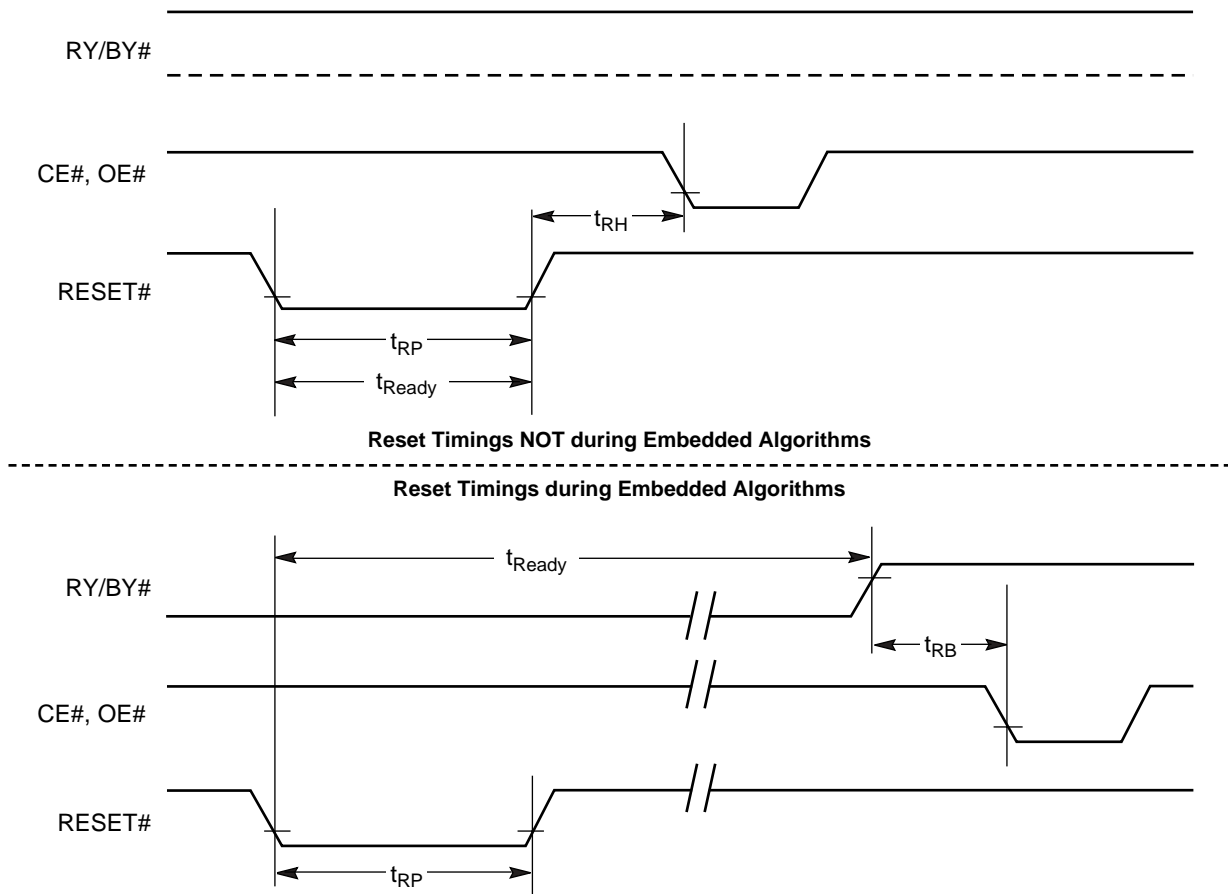 RY/BY#
CE#, OE#
tRH
RESET#
tRP
tReady
Reset Timings NOT during Embedded Algorithms
Reset Timings during Embedded Algorithms
tReady
RY/BY#
tRB
CE#, OE#
RESET#
tRP